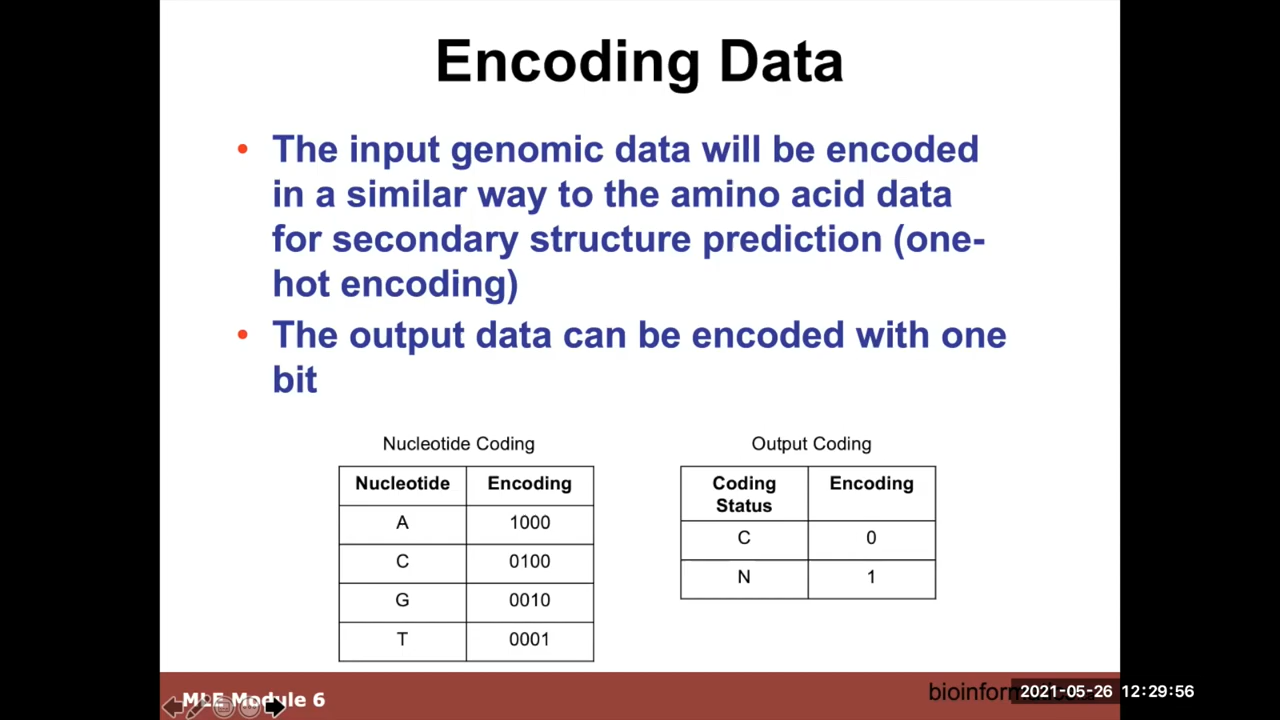 Encoding Data
• The input genomic data will be encoded
in a similar way to the amino acid data
for secondary structure prediction (one-
hot encoding)
• The output data can be encoded with one
bit
Nucleotide Coding
Nucleotide Encoding
A 1000
C 0100
G 0010
T 0001
Output Coding
Coding
Status
Encoding
C 0
N 1
MLE Module 6
2021-05-26 12:29:56